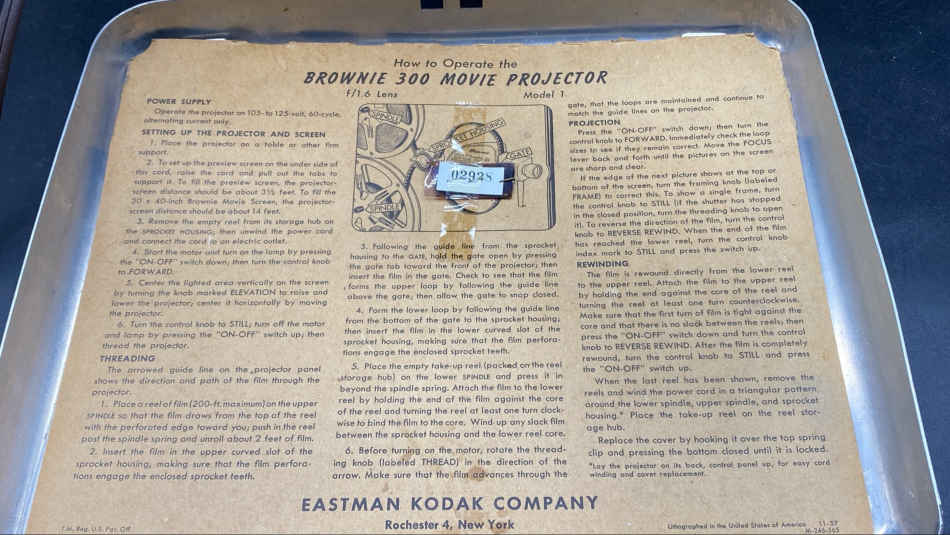 How to Operate the
BROWNIE 300 MOVIE PROJECTOR
f/1.6 Lens Model 1
POWER SUPPLY
Operate the projector on 105- to 125-volt, 60-cycle,
alternating current only.
SETTING UP THE PROJECTOR AND SCREEN
1. Place the projector on a table or other firm
support.
2. To set up the preview screen on the under side of
this cord, raise the cord and pull out the tabs to
support it. To fill the preview screen, the projector-
screen distance should be about 3½ feet. To fill the
30 x 40-inch Brownie Movie Screen, the projector-
screen distance should be about 14 feet.
3. Remove the empty reel from its storage hub on
the SPROCKET HOUSING; then unwind the power cord
and connect the cord to an electric outlet.
4. Start the motor and turn on the lamp by pressing
the "ON-OFF" switch down; then turn the control knob
to FORWARD.
5. Center the lighted area vertically on the screen
by turning the knob marked ELEVATION to raise and
lower the projector; center it horizontally by moving
the projector.
6. Turn the control knob to STILL; turn off the motor
and lamp by pressing the "ON-OFF" switch up; then
thread the projector.
THREADING
The arrowed guide line on the projector panel
shows the direction and path of the film through the
projector.
1. Place a reel of film (200-ft. maximum) on the upper
SPINDLE so that the film draws from the top of the reel
with the perforated edge toward you; push in the reel
past the spindle spring and unroll about 2 feet of film.
2. Insert the film in the upper curved slot of the
sprocket housing, making sure that the film perfora-
tions engage the enclosed sprocket teeth.
SPINDLE
SPROCKET HOUSING
GATE
02928
SPINDLE
3. Following the guide line from the sprocket
housing to the GATE, hold the gate open by pressing
the gate tab toward the front of the projector; then
insert the film in the gate. Check to see that the film
forms the upper loop by following the guide line
above the gate, then allow the gate to snap closed.
4. Form the lower loop by following the guide line
from the bottom of the gate to the sprocket housing,
then insert the film in the lower curved slot of the
sprocket housing, making sure that the film perfora-
tions engage the enclosed sprocket teeth.
5. Place the empty take-up reel (packed on the reel
storage hub) on the lower SPINDLE and press it in
beyond the spindle spring. Attach the film to the lower
reel by holding the end of the film against the core
of the reel and turning the reel at least one turn clock-
wise to bind the film to the core. Wind up any slack film
between the sprocket housing and the lower reel core.
6. Before turning on the motor, rotate the thread-
ing knob (labeled THREAD) in the direction of the
arrow. Make sure that the film advances through the
gate, that the loops are maintained and continue to
match the guide lines on the projector.
PROJECTION
Press the "ON-OFF" switch down; then turn the
control knob to FORWARD. Immediately check the loop
sizes to see if they remain correct. Move the FOCUS
lever back and forth until the pictures on the screen
are sharp and clear.
If the edge of the next picture shows at the top or
bottom of the screen, turn the framing knob (labeled
FRAME) to correct this. To show a single frame, turn
the control knob to STILL (if the shutter has stopped
in the closed position, turn the threading knob to open
it). To reverse the direction of the film, turn the control
knob to REVERSE REWIND. When the end of the film
has reached the lower reel, turn the control knob
index mark to STILL and press the switch up.
REWINDING
The film is rewound directly from the lower reel
to the upper reel. Attach the film to the upper reel
by holding the end against the core of the reel and
turning the reel at least one turn counterclockwise.
Make sure that the first turn of film is tight against the
core and that there is no slack between the reels; then
press the "ON-OFF" switch down and turn the control
knob to REVERSE REWIND. After the film is completely
rewound, turn the control knob to STILL and press
the "ON-OFF" switch up.
When the last reel has been shown, remove the
reels and wind the power cord in a triangular pattern
around the lower spindle, upper spindle, and sprocket
housing.* Place the take-up reel on the reel stor-
age hub.
Replace the cover by hooking it over the top spring
clip and pressing the bottom closed until it is locked.
*Lay the projector on its back, control panel up, for easy cord
winding and cover replacement.
EASTMAN KODAK COMPANY
Rochester 4, New York
T.M. Reg. U.S. Pat. Off.
Lithographed in the United States of America 11-57